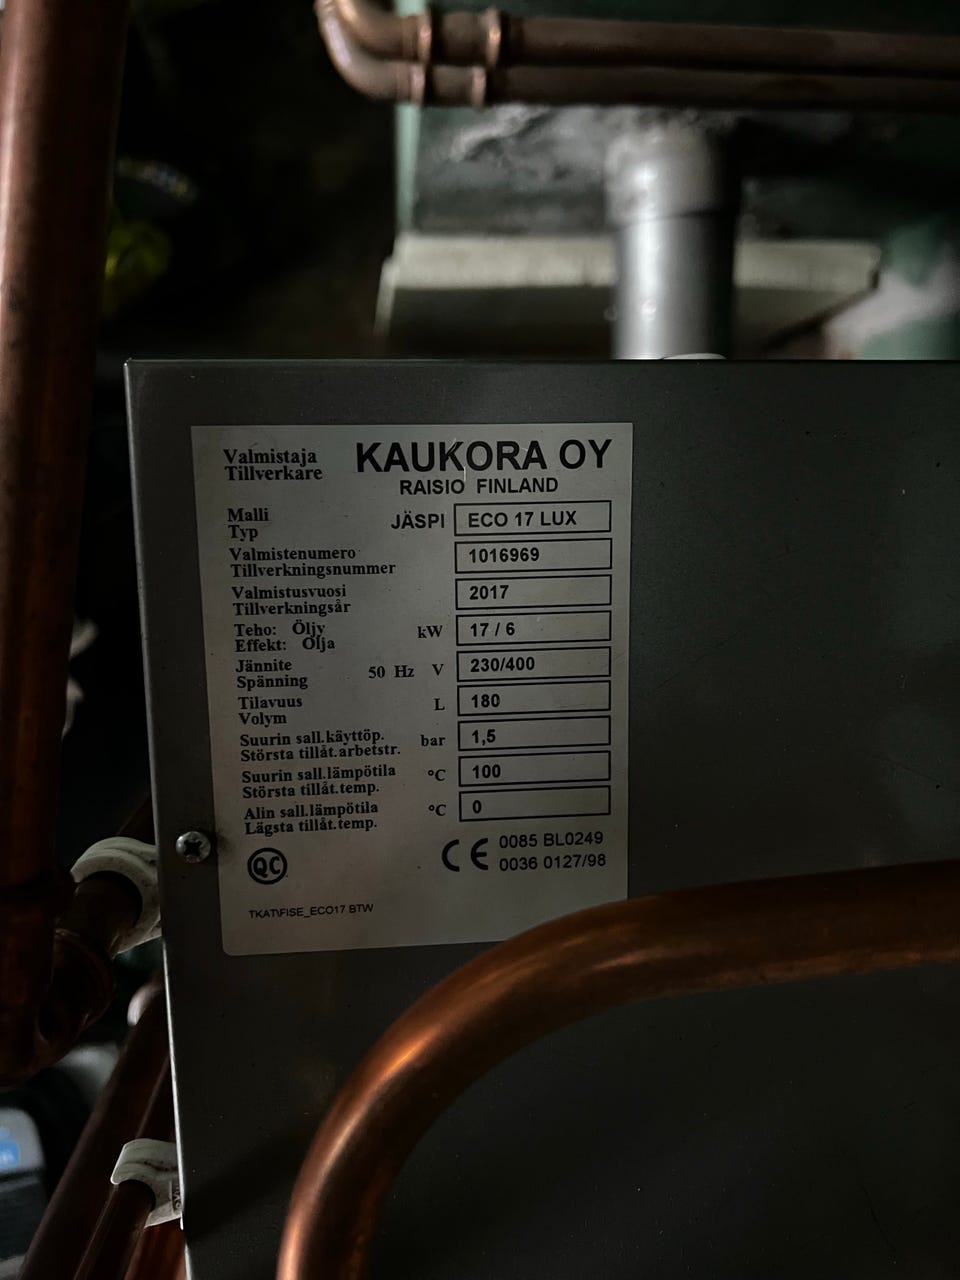 Valmistaja KAUKORA OY
Tillverkare
RAISIO FINLAND
Malli JÄSPI ECO 17 LUX
Typ
Valmistenumero 1016969
Tillverkningsnummer
Valmistusvuosi 2017
Tillverkningsår
Teho: Öljy kW 17 / 6
Effekt: Olja
Jännite 50 Hz V 230/400
Spänning
Tilavuus L 180
Volym
Suurin sall.käyttöp. bar 1,5
Största tillåt.arbetstr.
Suurin sall.lämpötila °C 100
Största tillåt.temp.
Alin sall.lämpötila °C 0
Lägsta tillåt.temp.
QC CE 0085 BL0249
0036 0127/98
TKAT\FISE_ECO17 BTW